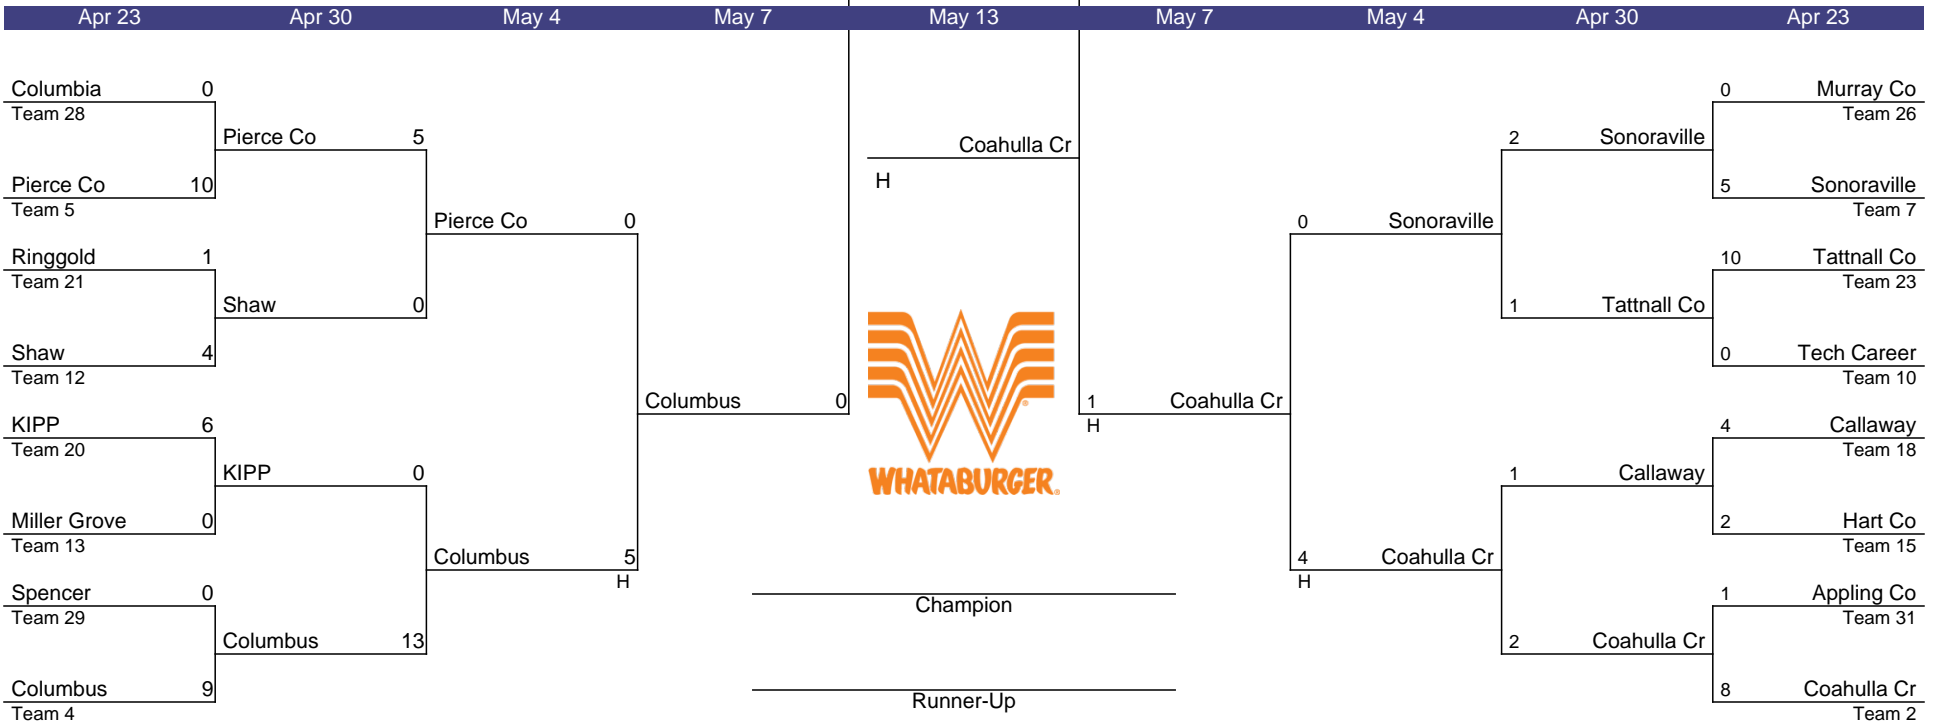 Apr 23 Apr 30 May 4 May 7 May 13 May 7 May 4 Apr 30 Apr 23
Columbia 0 0 Murray Co
Team 28 Team 26
Pierce Co 5 Coahulla Cr 2 Sonoraville
H
Pierce Co 10 5 Sonoraville
Team 5 Team 7
Pierce Co 0 0 Sonoraville
Ringgold 1 10 Tattnall Co
Team 21 Team 23
Shaw 0 1 Tattnall Co
Shaw 4 0 Tech Career
Team 12 Team 10
Columbus 0 1 Coahulla Cr
H
KIPP 6 4 Callaway
Team 20 Team 18
KIPP 0 1 Callaway
WHATABURGER®
Miller Grove 0 2 Hart Co
Team 13 Team 15
Columbus 5 4 Coahulla Cr
H H
Spencer 0 1 Appling Co
Champion
Team 29 Team 31
Columbus 13 2 Coahulla Cr
Columbus 9 8 Coahulla Cr
Runner-Up
Team 4 Team 2